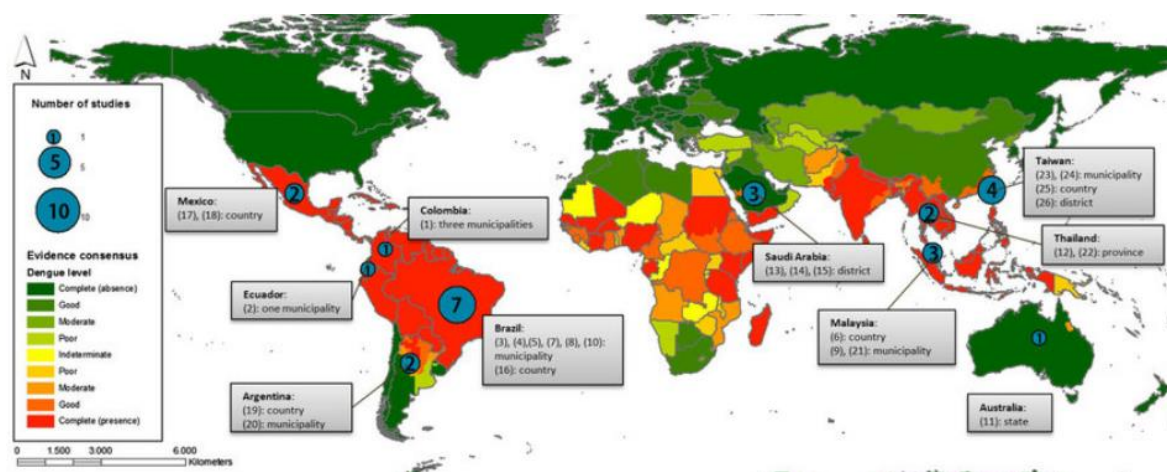 N
Number of studies
1
1
5
5
10
10
Evidence consensus
Dengue level
Complete (absence)
Good
Moderate
Poor
Indeterminate
Poor
Moderate
Good
Complete (presence)
0 1.500 3.000 6.000
Kilometers
2
Mexico:
(17), (18): country
Colombia:
(1): three municipalities
1
1
Ecuador:
(2): one municipality
7
Brazil:
(3), (4),(5), (7), (8), (10):
municipality
(16): country
2
Argentina:
(19): country
(20): municipality
3
Saudi Arabia:
(13), (14), (15): district
4
Taiwan:
(23), (24): municipality
(25): country
(26): district
2
Thailand:
(12), (22): province
3
Malaysia:
(6): country
(9), (21): municipality
1
Australia:
(11): state